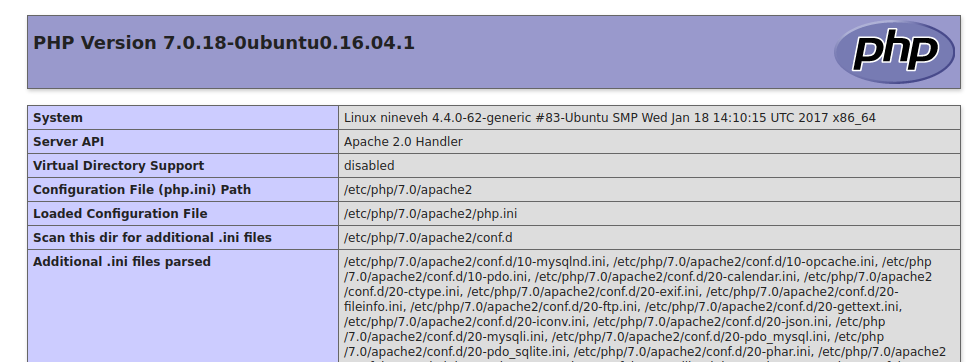 PHP Version 7.0.18-0ubuntu0.16.04.1
php
System Linux nineveh 4.4.0-62-generic #83-Ubuntu SMP Wed Jan 18 14:10:15 UTC 2017 x86_64
Server API Apache 2.0 Handler
Virtual Directory Support disabled
Configuration File (php.ini) Path /etc/php/7.0/apache2
Loaded Configuration File /etc/php/7.0/apache2/php.ini
Scan this dir for additional .ini files /etc/php/7.0/apache2/conf.d
Additional .ini files parsed /etc/php/7.0/apache2/conf.d/10-mysqlnd.ini, /etc/php/7.0/apache2/conf.d/10-opcache.ini, /etc/php
/7.0/apache2/conf.d/10-pdo.ini, /etc/php/7.0/apache2/conf.d/20-calendar.ini, /etc/php/7.0/apache2
/conf.d/20-ctype.ini, /etc/php/7.0/apache2/conf.d/20-exif.ini, /etc/php/7.0/apache2/conf.d/20-
fileinfo.ini, /etc/php/7.0/apache2/conf.d/20-ftp.ini, /etc/php/7.0/apache2/conf.d/20-gettext.ini,
/etc/php/7.0/apache2/conf.d/20-iconv.ini, /etc/php/7.0/apache2/conf.d/20-json.ini, /etc/php
/7.0/apache2/conf.d/20-mysqli.ini, /etc/php/7.0/apache2/conf.d/20-pdo_mysql.ini, /etc/php
/7.0/apache2/conf.d/20-pdo_sqlite.ini, /etc/php/7.0/apache2/conf.d/20-phar.ini, /etc/php/7.0/apache2